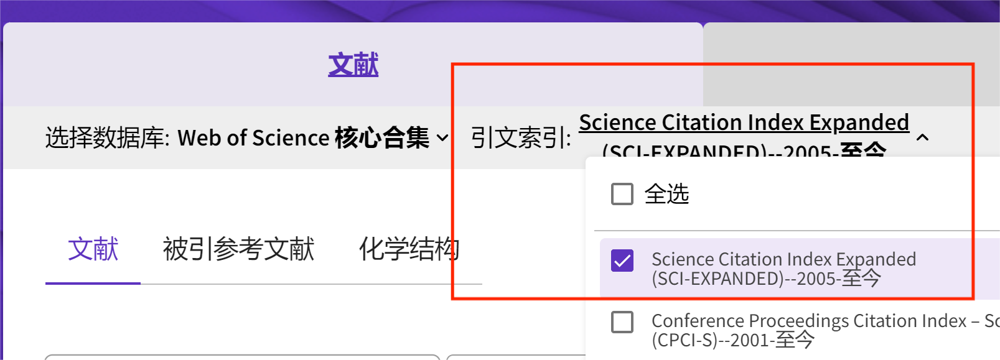 文献
选择数据库: Web of Science 核心合集
引文索引: Science Citation Index Expanded
(SCI-EXPANDED)--2005-至今
全选
文献 被引参考文献 化学结构
Science Citation Index Expanded
(SCI-EXPANDED)--2005-至今
Conference Proceedings Citation Index –
(CPCI-S)--2001-至今